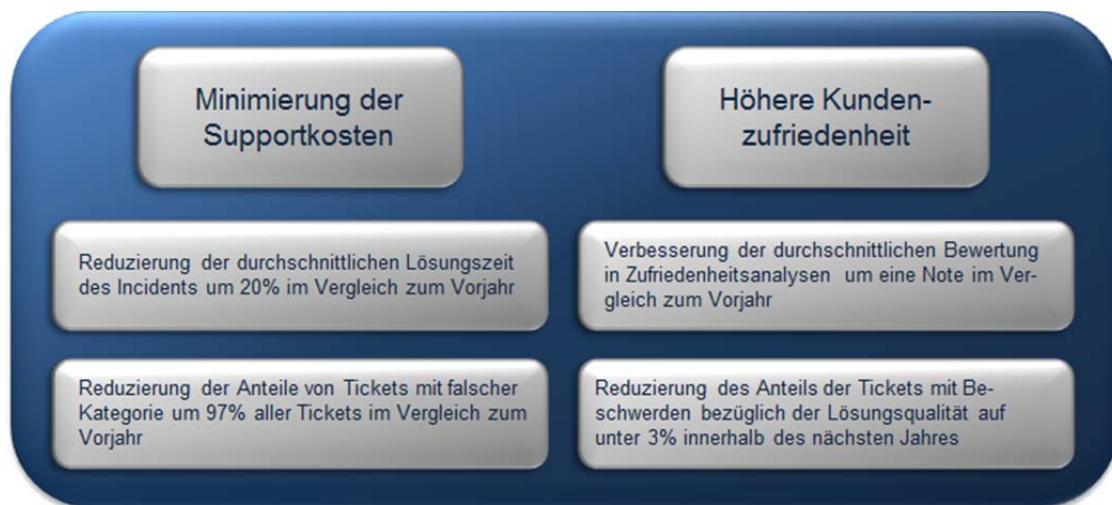 Minimierung der
Supportkosten
Höhere Kunden-
zufriedenheit
Reduzierung der durchschnittlichen Lösungszeit
des Incidents um 20% im Vergleich zum Vorjahr
Verbesserung der durchschnittlichen Bewertung
in Zufriedenheitsanalysen um eine Note im Ver-
gleich zum Vorjahr
Reduzierung der Anteile von Tickets mit falscher
Kategorie um 97% aller Tickets im Vergleich zum
Vorjahr
Reduzierung des Anteils der Tickets mit Be-
schwerden bezüglich der Lösungsqualität auf
unter 3% innerhalb des nächsten Jahres